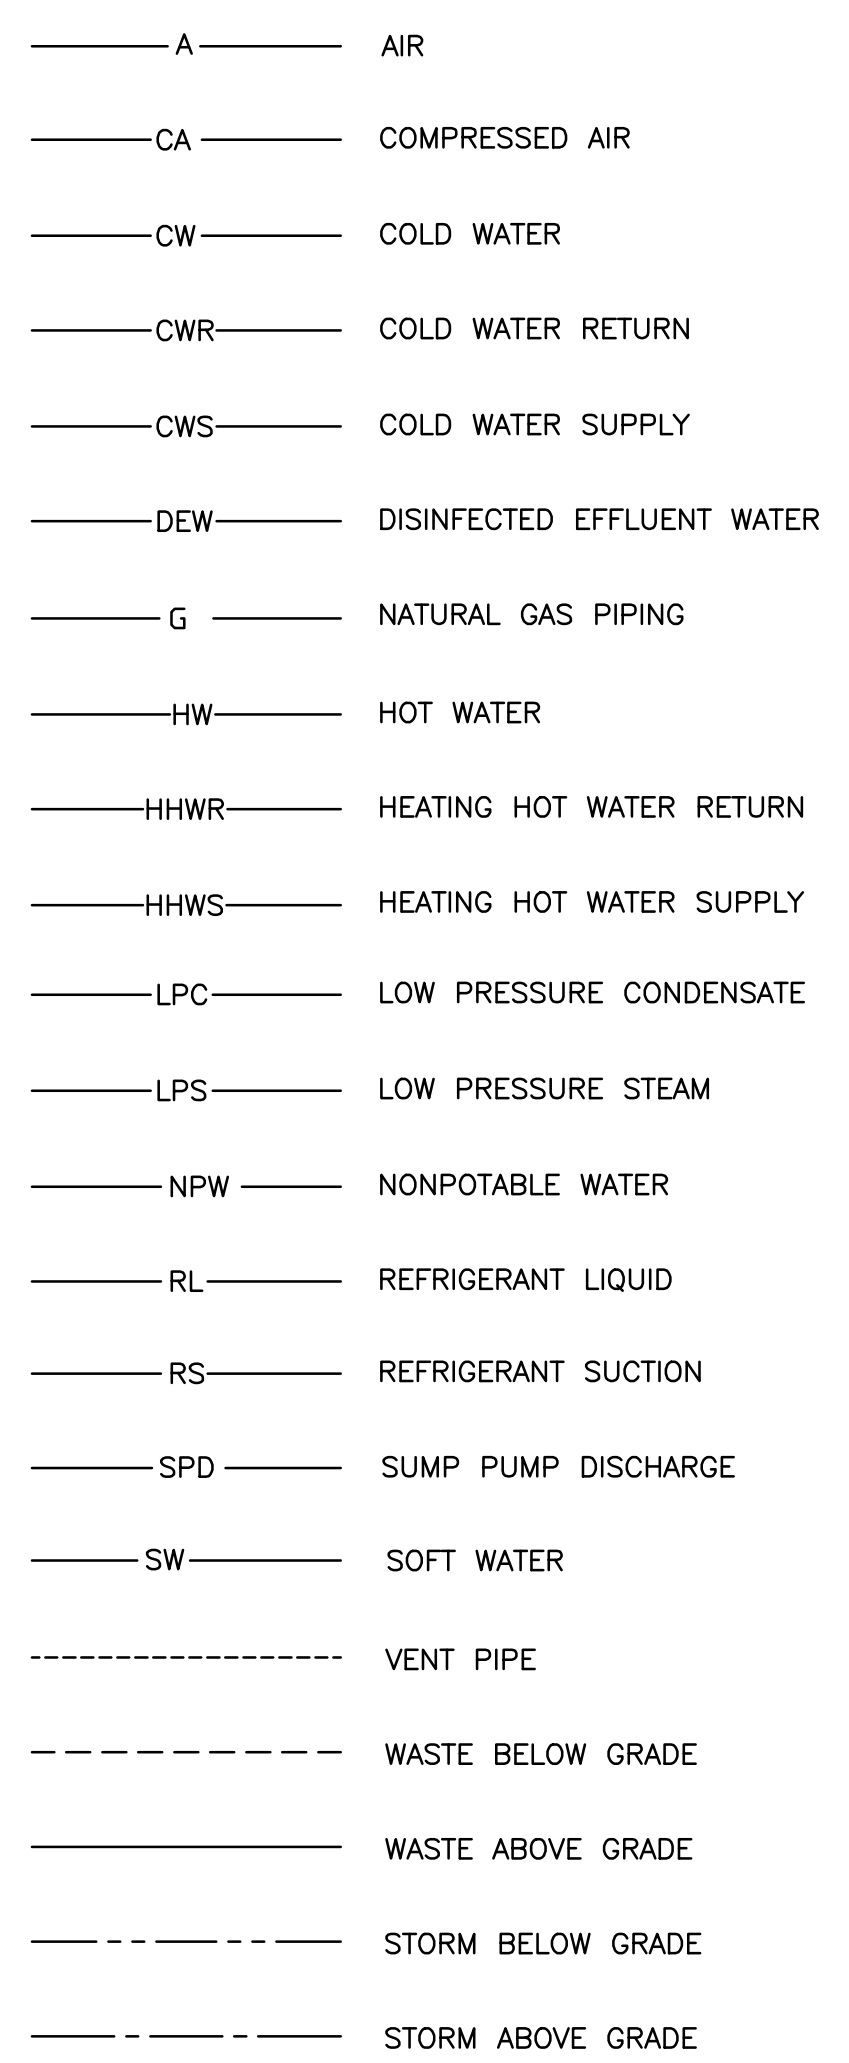 A AIR
CA COMPRESSED AIR
CW COLD WATER
CWR COLD WATER RETURN
CWS COLD WATER SUPPLY
DEW DISINFECTED EFFLUENT WATER
G NATURAL GAS PIPING
HW HOT WATER
HHWR HEATING HOT WATER RETURN
HHWS HEATING HOT WATER SUPPLY
LPC LOW PRESSURE CONDENSATE
LPS LOW PRESSURE STEAM
NPW NONPOTABLE WATER
RL REFRIGERANT LIQUID
RS REFRIGERANT SUCTION
SPD SUMP PUMP DISCHARGE
SW SOFT WATER
VENT PIPE
WASTE BELOW GRADE
WASTE ABOVE GRADE
STORM BELOW GRADE
STORM ABOVE GRADE